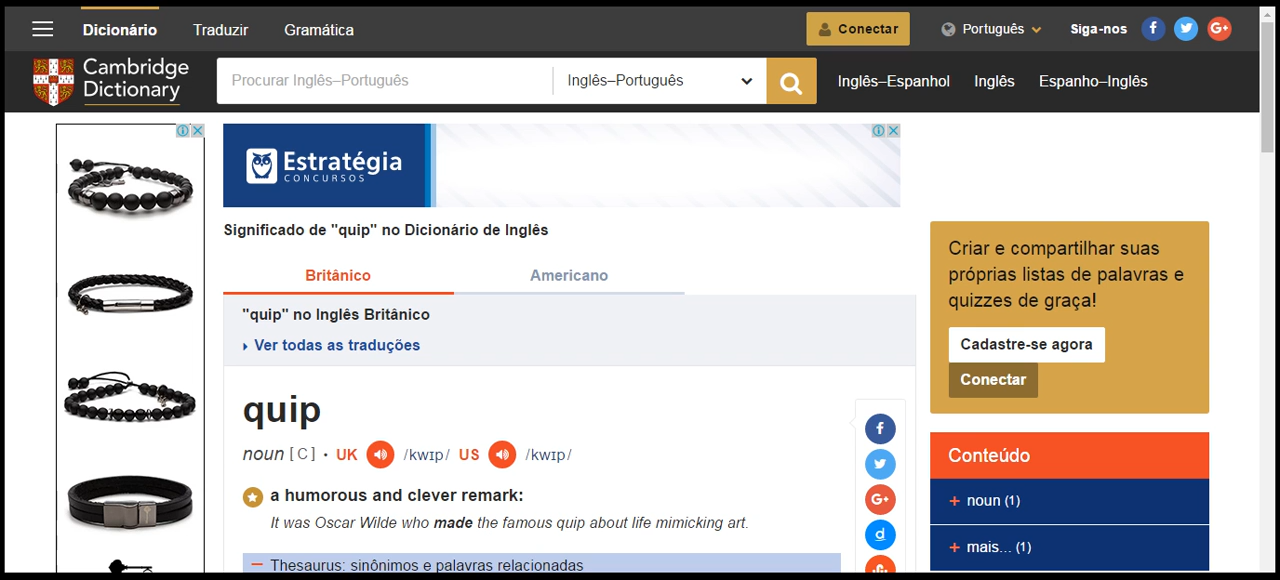 Dicionário Traduzir Gramática Conectar Português Siga-nos
Cambridge
Dictionary
Procurar Inglês–Português Inglês–Português Inglês–Espanhol Inglês Espanho–Inglês
Estratégia
CONCURSOS
Significado de "quip" no Dicionário de Inglês
Britânico Americano
"quip" no Inglês Britânico
Ver todas as traduções
quip
noun [C] • UK /kwɪp/ US /kwɪp/
a humorous and clever remark:
It was Oscar Wilde who made the famous quip about life mimicking art.
Thesaurus: sinônimos e palavras relacionadas
Criar e compartilhar suas
próprias listas de palavras e
quizzes de graça!
Cadastre-se agora
Conectar
Conteúdo
+ noun (1)
+ mais... (1)